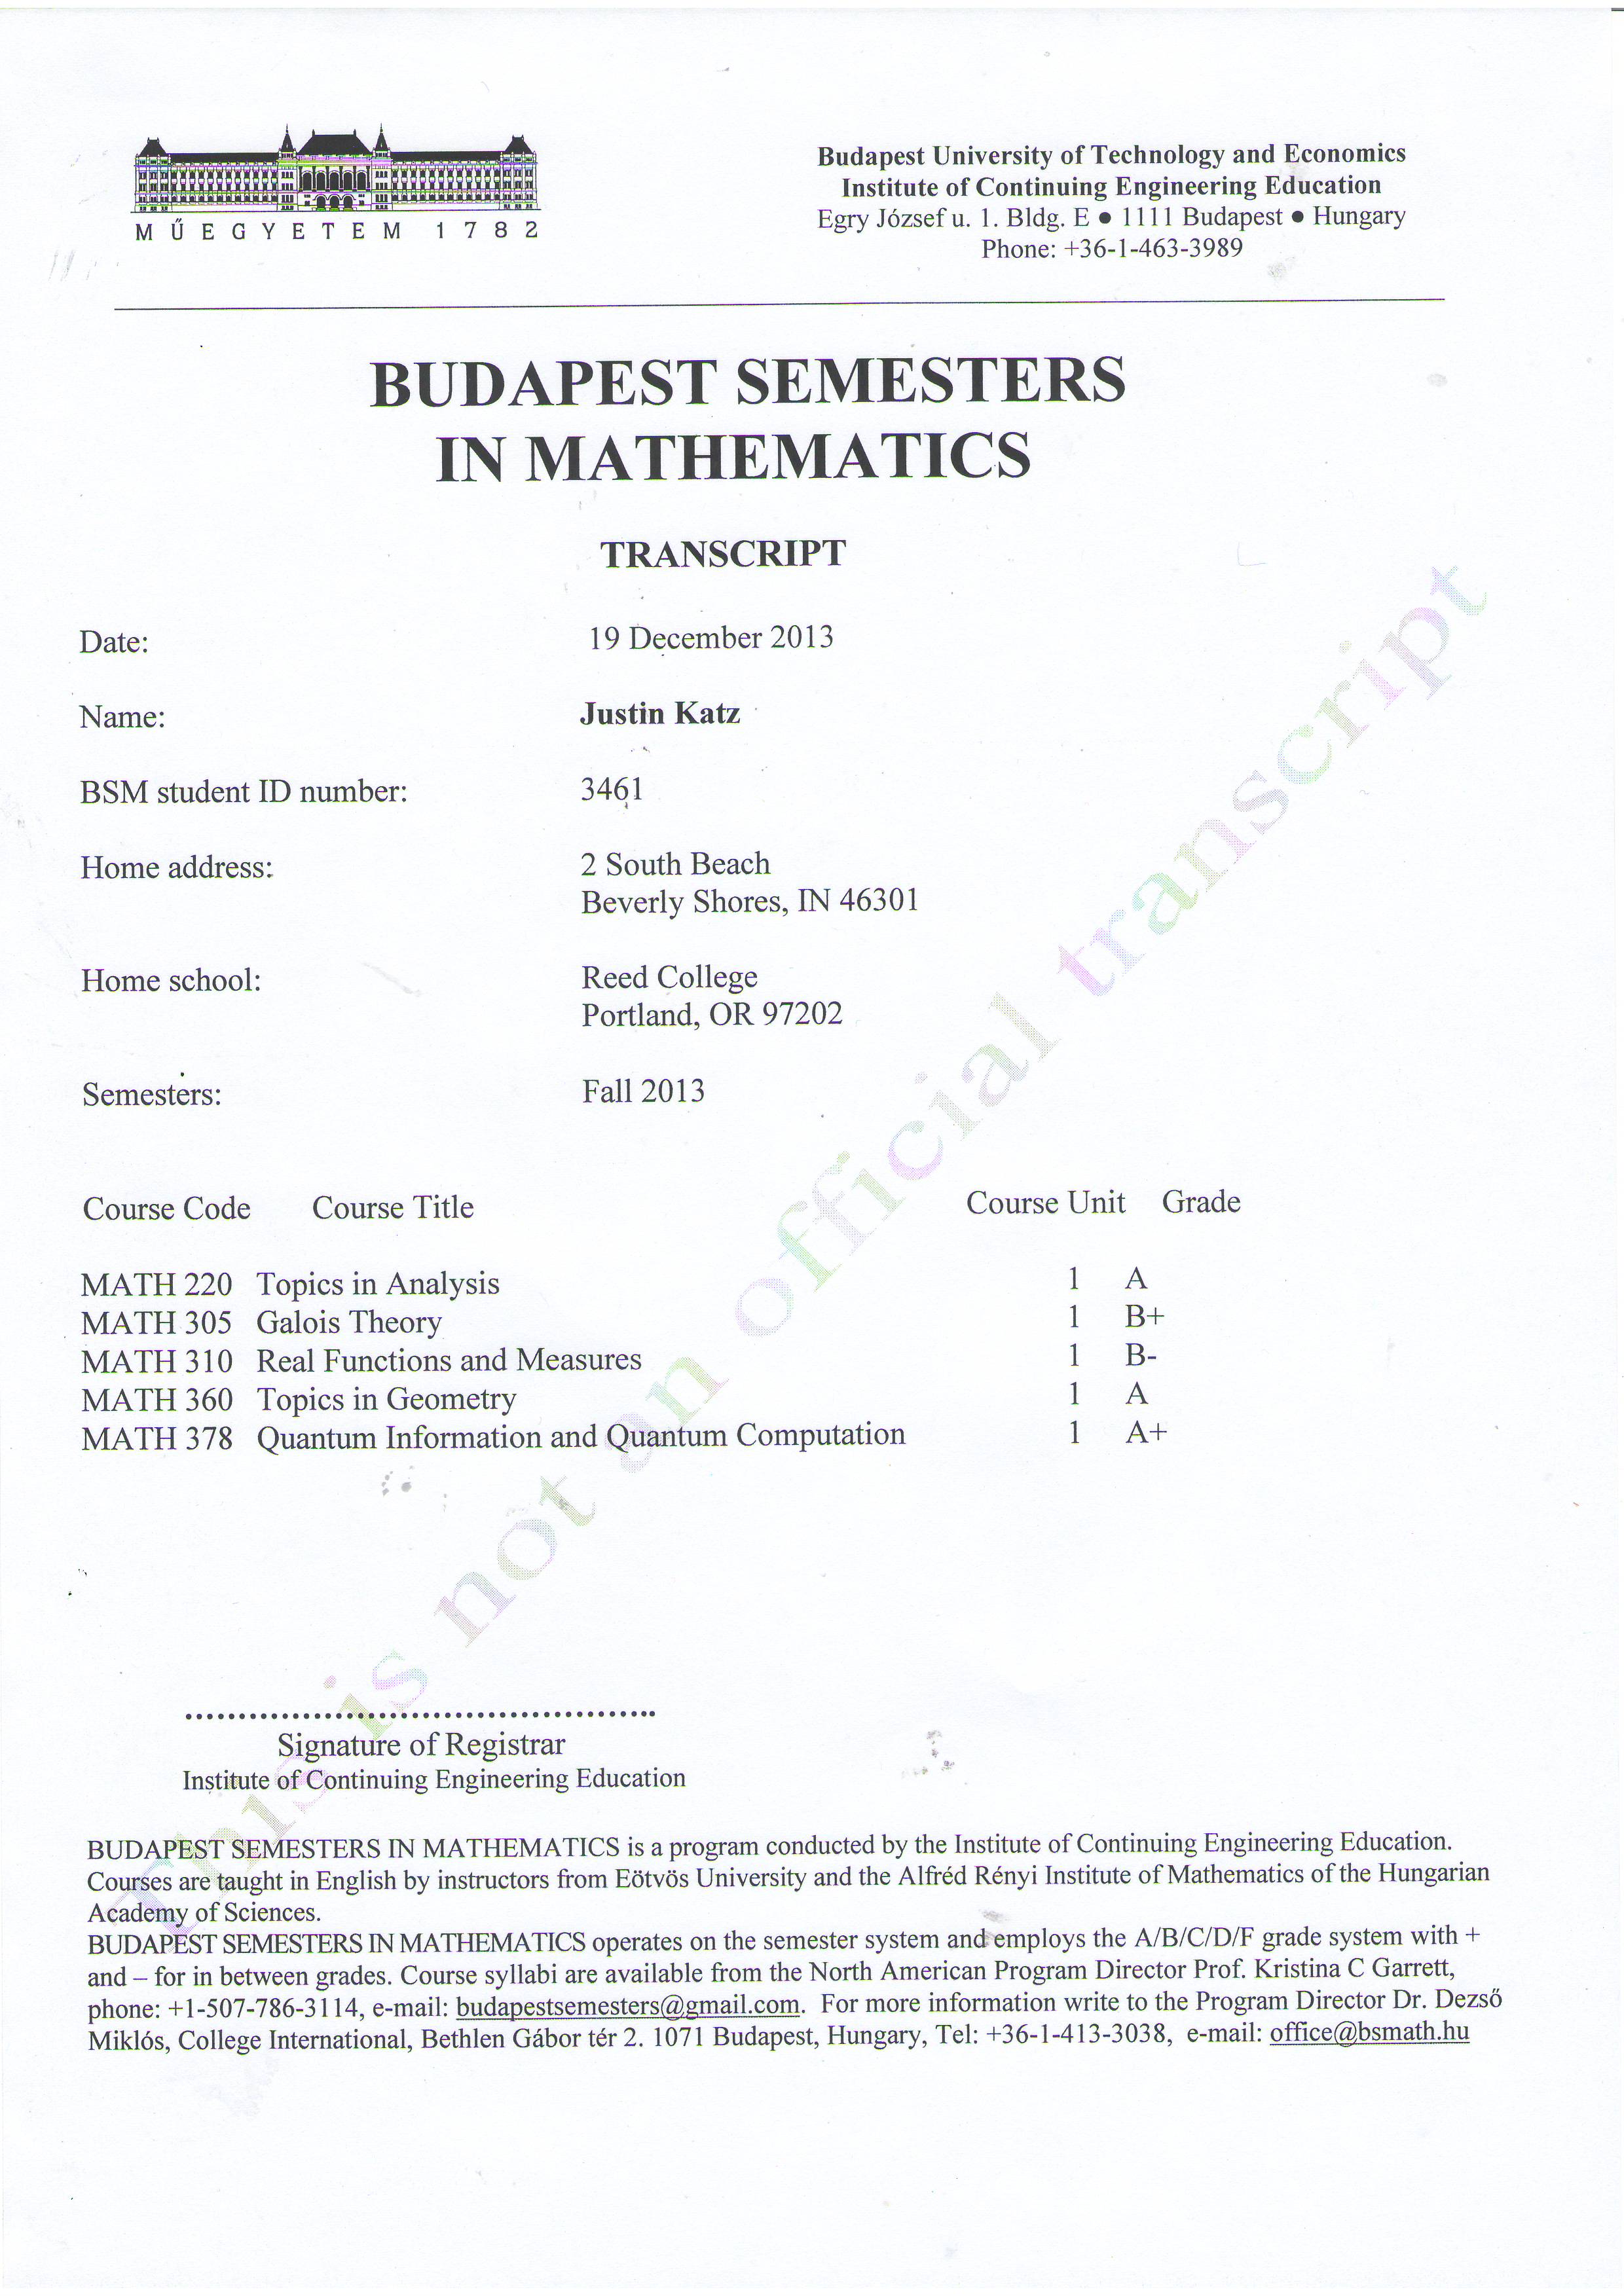 MŰEGYETEM 1782
Budapest University of Technology and Economics
Institute of Continuing Engineering Education
Egry József u. 1. Bldg. E ● 1111 Budapest ● Hungary
Phone: +36-1-463-3989
BUDAPEST SEMESTERS
IN MATHEMATICS
TRANSCRIPT
Date: 19 December 2013
Name: Justin Katz
BSM student ID number: 3461
Home address: 2 South Beach
Beverly Shores, IN 46301
Home school: Reed College
Portland, OR 97202
Semesters: Fall 2013
Course Code Course Title Course Unit Grade
MATH 220 Topics in Analysis 1 A
MATH 305 Galois Theory 1 B+
MATH 310 Real Functions and Measures 1 B-
MATH 360 Topics in Geometry 1 A
MATH 378 Quantum Information and Quantum Computation 1 A+
This is not an official transcript
Signature of Registrar
Institute of Continuing Engineering Education
BUDAPEST SEMESTERS IN MATHEMATICS is a program conducted by the Institute of Continuing Engineering Education.
Courses are taught in English by instructors from Eötvös University and the Alfréd Rényi Institute of Mathematics of the Hungarian
Academy of Sciences.
BUDAPEST SEMESTERS IN MATHEMATICS operates on the semester system and employs the A/B/C/D/F grade system with +
and – for in between grades. Course syllabi are available from the North American Program Director Prof. Kristina C Garrett,
phone: +1-507-786-3114, e-mail: budapestsemesters@gmail.com. For more information write to the Program Director Dr. Dezső
Miklós, College International, Bethlen Gábor tér 2. 1071 Budapest, Hungary, Tel: +36-1-413-3038, e-mail: office@bsmath.hu